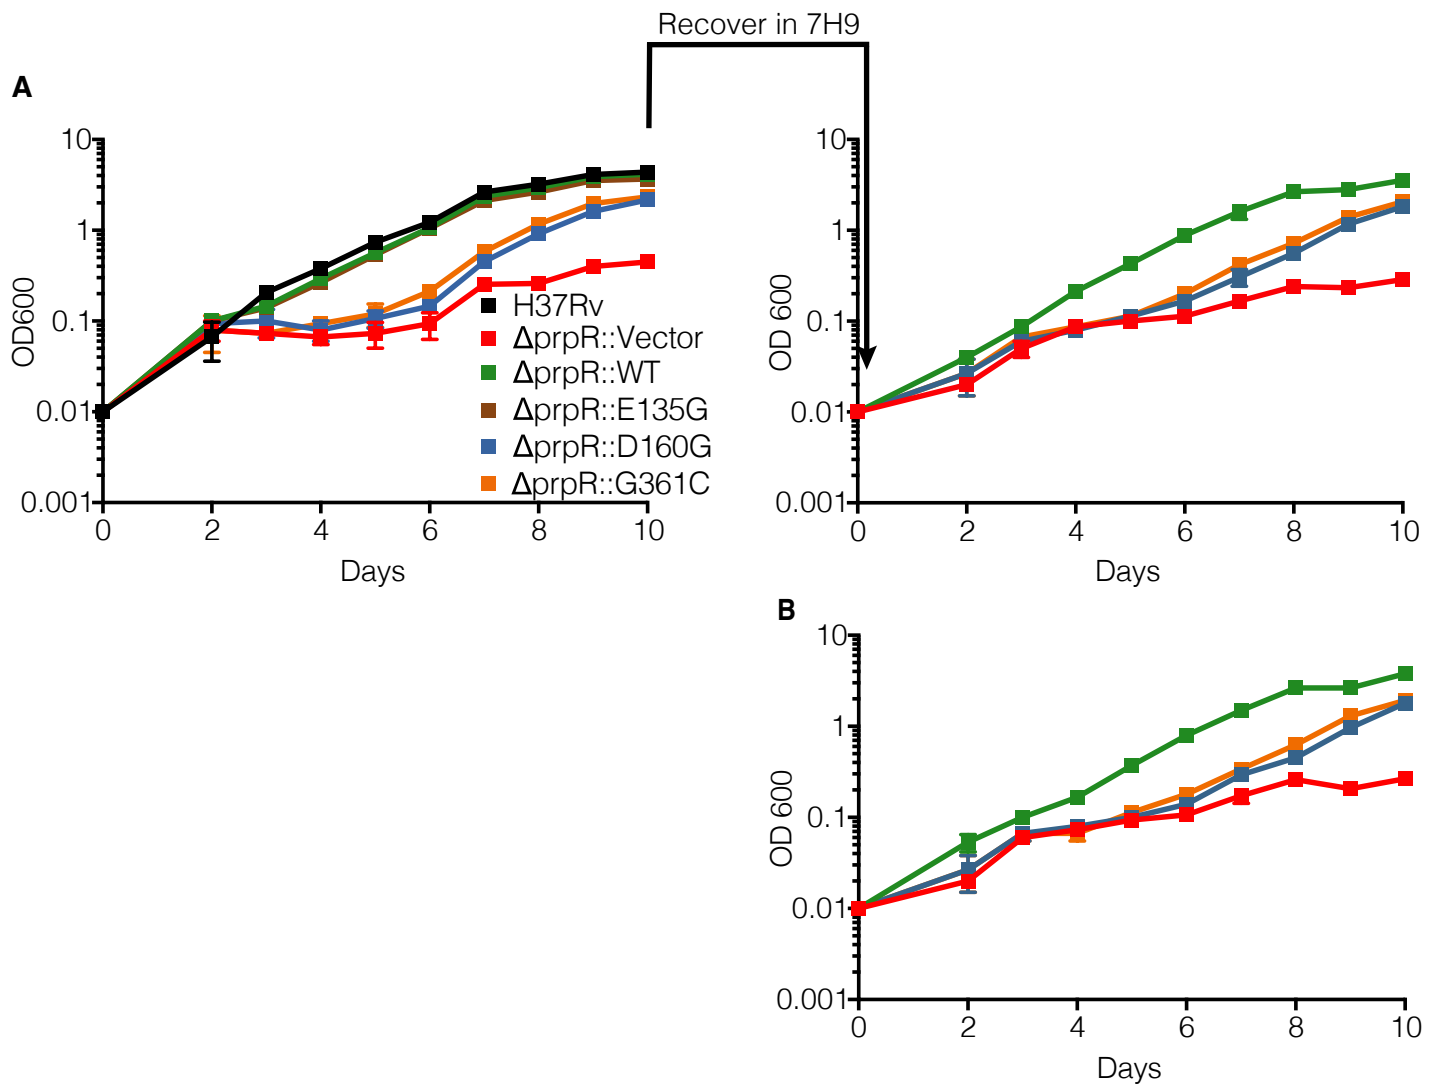 Recover in 7H9
A
10
1
0.1
0.01
0.001
OD600
0 2 4 6 8 10
Days
H37Rv
ΔprpR::Vector
ΔprpR::WT
ΔprpR::E135G
ΔprpR::D160G
ΔprpR::G361C
10
1
0.1
0.01
0.001
OD 600
0 2 4 6 8 10
Days
B
10
1
0.1
0.01
0.001
OD 600
0 2 4 6 8 10
Days